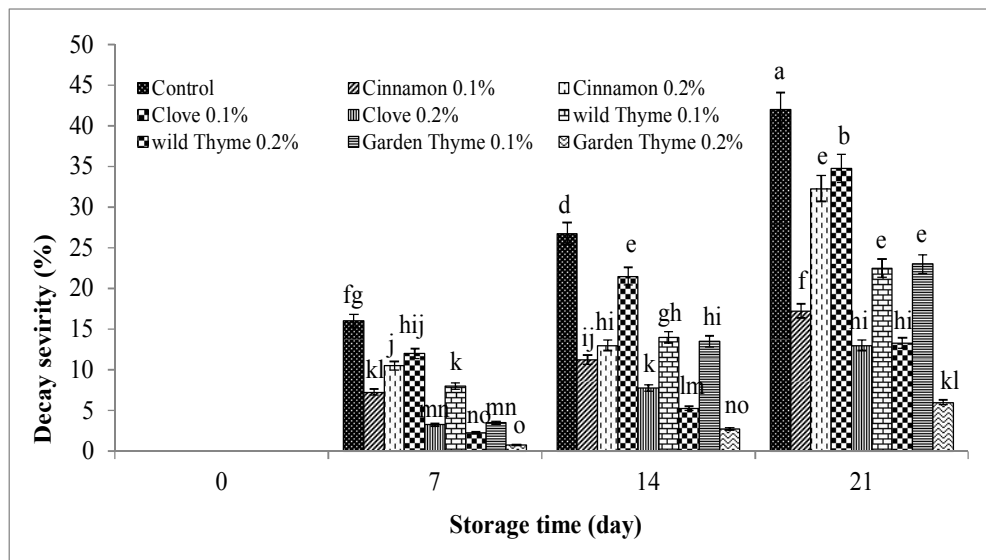 50
45
40
35
30
25
20
15
10
5
0
Decay sevirity (%)
Control
Cinnamon 0.1%
Cinnamon 0.2%
Clove 0.1%
Clove 0.2%
wild Thyme 0.1%
wild Thyme 0.2%
Garden Thyme 0.1%
Garden Thyme 0.2%
fg
kl
j
hij
mn
k
no
mn
o
d
ij
hi
e
k
gh
lm
hi
no
a
f
e
b
hi
e
hi
e
kl
0
7
14
21
Storage time (day)